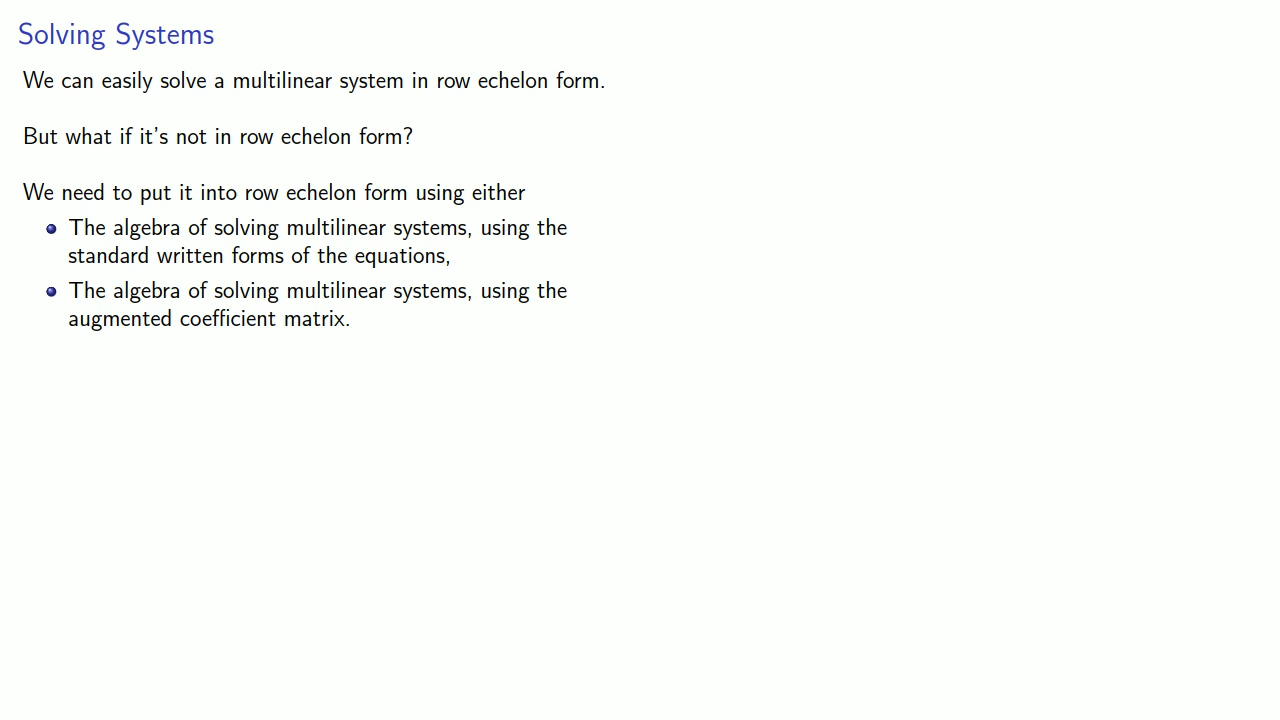 Solving Systems
We can easily solve a multilinear system in row echelon form.
But what if it's not in row echelon form?
We need to put it into row echelon form using either
The algebra of solving multilinear systems, using the
standard written forms of the equations,
The algebra of solving multilinear systems, using the
augmented coefficient matrix.